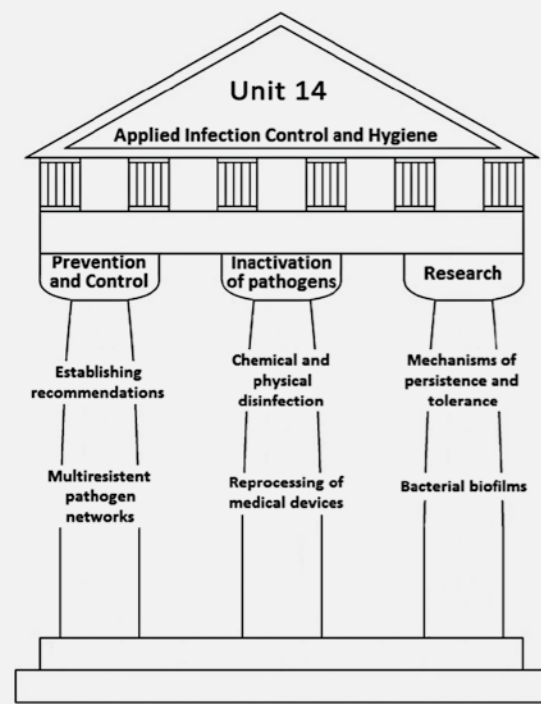 Unit 14
Applied Infection Control and Hygiene
Prevention
and Control
Inactivation
of pathogens
Research
Establishing
recommendations
Multiresistent
pathogen
networks
Chemical and
physical
disinfection
Reprocessing of
medical devices
Mechanisms of
persistence and
tolerance
Bacterial biofilms